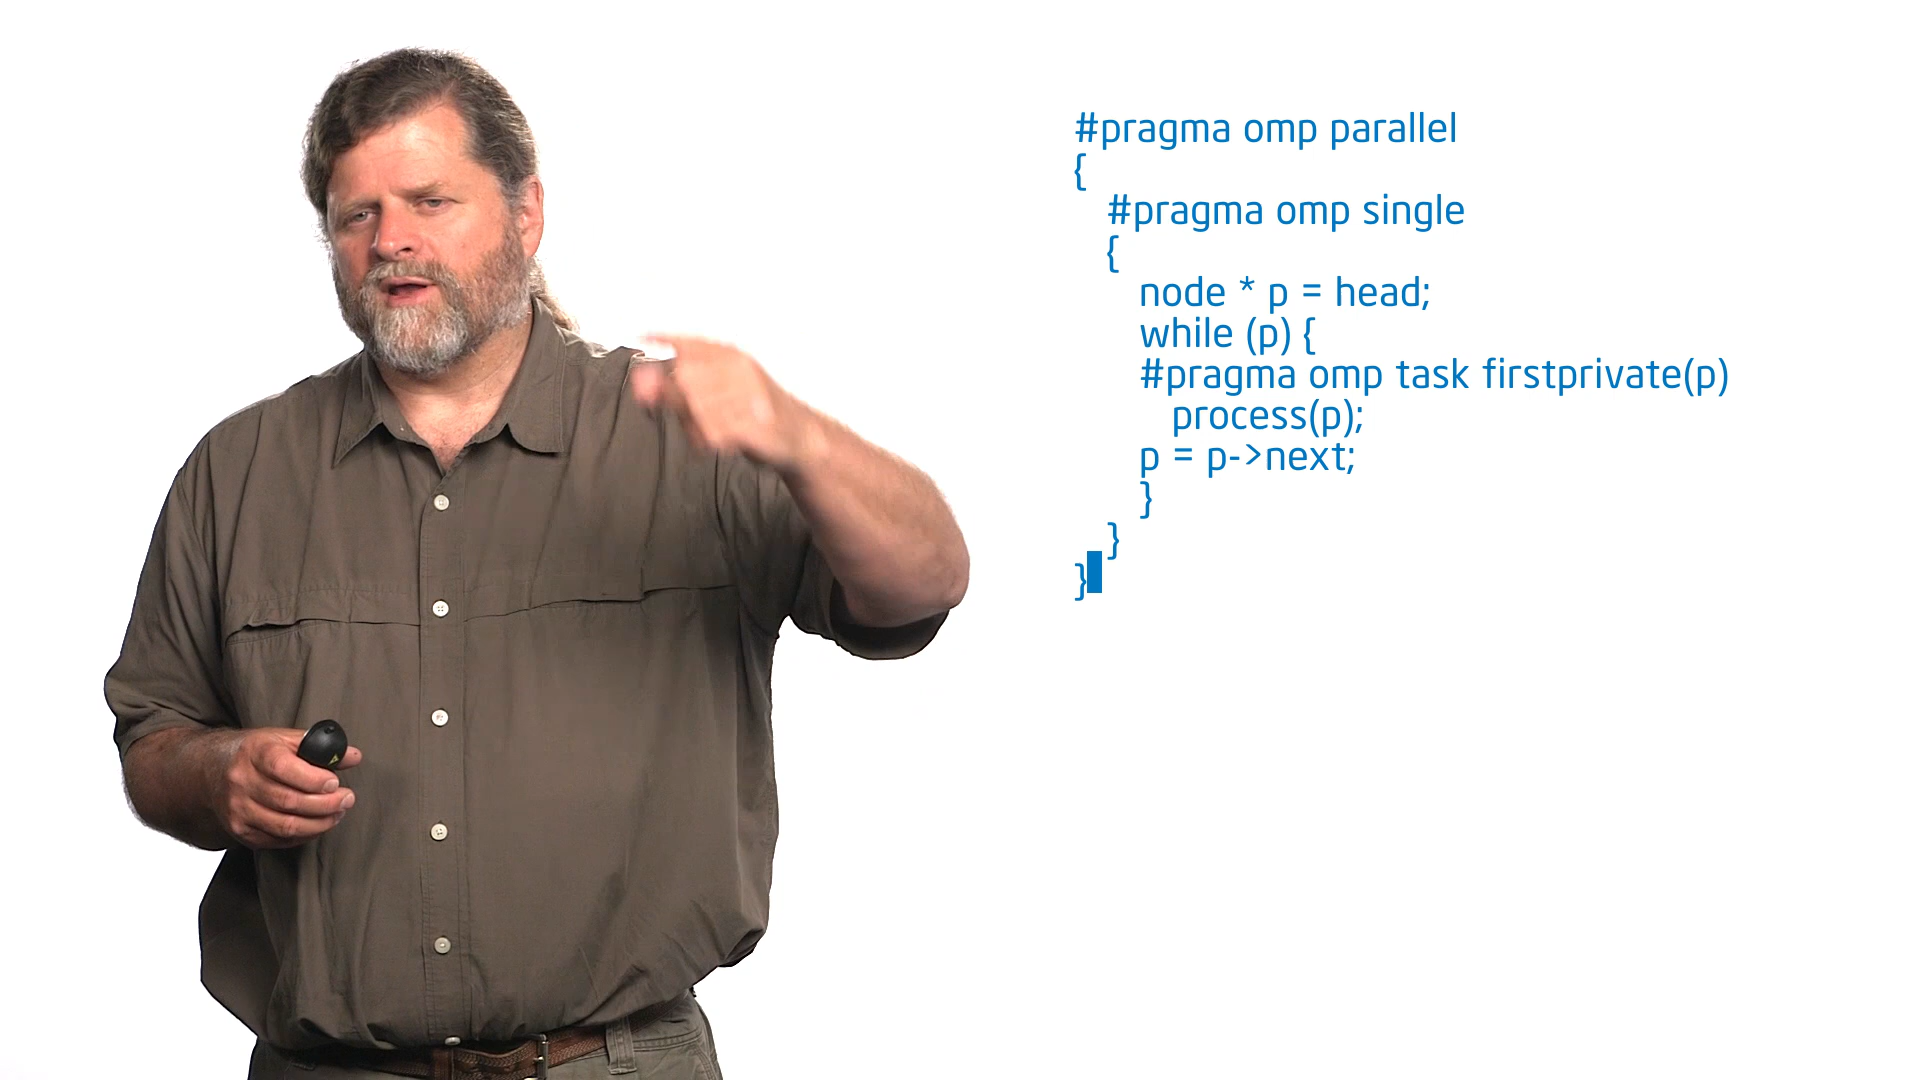 #pragma omp parallel
{
#pragma omp single
{
node * p = head;
while (p) {
#pragma omp task firstprivate(p)
process(p);
p = p->next;
}
}
}